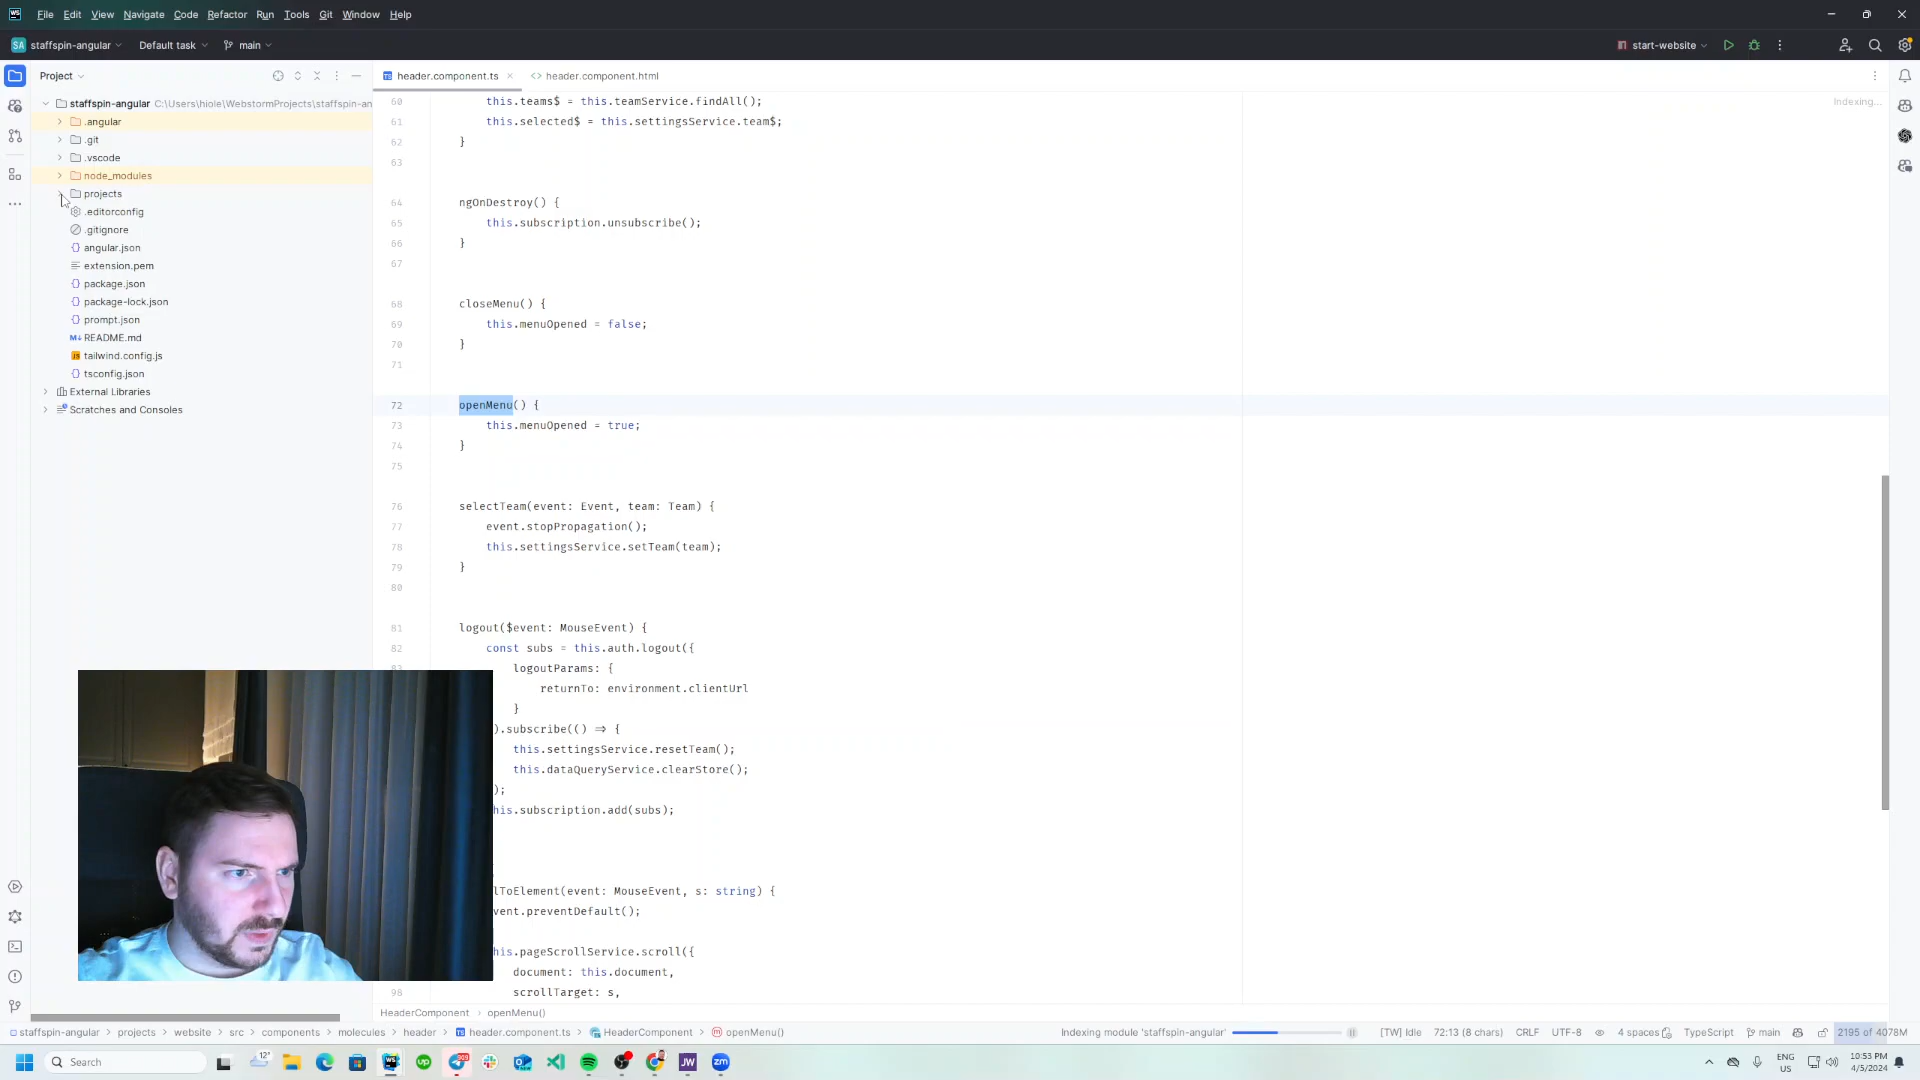 WS File Edit View Navigate Code Refactor Run Tools Git Window Help
SA staffspin-angular Default task main start-website
Project header.component.ts header.component.html
staffspin-angular C:\Users\hiole\WebstormProjects\staffspin-an
.angular
.git
.vscode
node_modules
projects
.editorconfig
.gitignore
angular.json
extension.pem
package.json
package-lock.json
prompt.json
M↓ README.md
tailwind.config.js
tsconfig.json
External Libraries
Scratches and Consoles
Indexing...
60 this.teams$ = this.teamService.findAll();
61 this.selected$ = this.settingsService.team$;
62 }
63
64 ngOnDestroy() {
65 this.subscription.unsubscribe();
66 }
67
68 closeMenu() {
69 this.menuOpened = false;
70 }
71
72 openMenu() {
73 this.menuOpened = true;
74 }
75
76 selectTeam(event: Event, team: Team) {
77 event.stopPropagation();
78 this.settingsService.setTeam(team);
79 }
80
81 logout($event: MouseEvent) {
82 const subs = this.auth.logout({
83 logoutParams: {
returnTo: environment.clientUrl
}
).subscribe(() => {
this.settingsService.resetTeam();
this.dataQueryService.clearStore();
);
his.subscription.add(subs);
lToElement(event: MouseEvent, s: string) {
vent.preventDefault();
his.pageScrollService.scroll({
document: this.document,
98 scrollTarget: s,
HeaderComponent > openMenu()
staffspin-angular > projects > website > src > components > molecules > header > header.component.ts > HeaderComponent > openMenu()
Indexing module 'staffspin-angular' [TW] Idle 72:13 (8 chars) CRLF UTF-8 4 spaces TypeScript main 2195 of 4078M
Search 12° ENG US 10:53 PM 4/5/2024